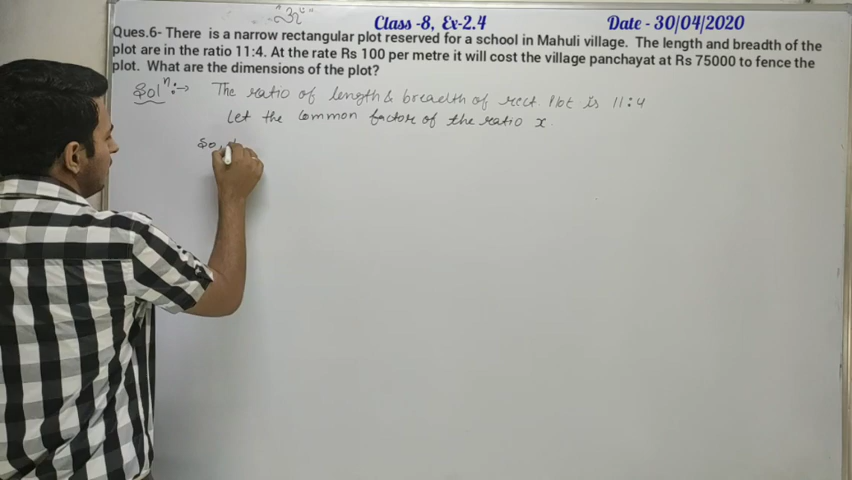 ॐ
Class -8, Ex-2.4
Date - 30/04/2020
Ques.6- There is a narrow rectangular plot reserved for a school in Mahuli village. The length and breadth of the
plot are in the ratio 11:4. At the rate Rs 100 per metre it will cost the village panchayat at Rs 75000 to fence the
plot. What are the dimensions of the plot?
Solⁿ:→ The ratio of length & breadth of rect. Plot is 11:4
Let the common factor of the ratio x.
So,